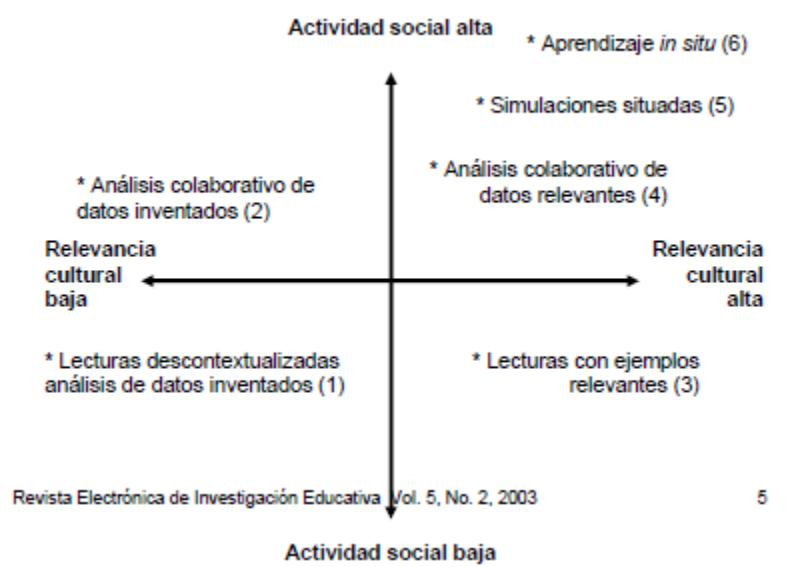 Actividad social alta
* Aprendizaje in situ (6)
* Simulaciones situadas (5)
* Análisis colaborativo de
datos relevantes (4)
* Análisis colaborativo de
datos inventados (2)
Relevancia
cultural
baja
Relevancia
cultural
alta
* Lecturas descontextualizadas
análisis de datos inventados (1)
* Lecturas con ejemplos
relevantes (3)
Revista Electrónica de Investigación Educativa Vol. 5, No. 2, 2003 5
Actividad social baja